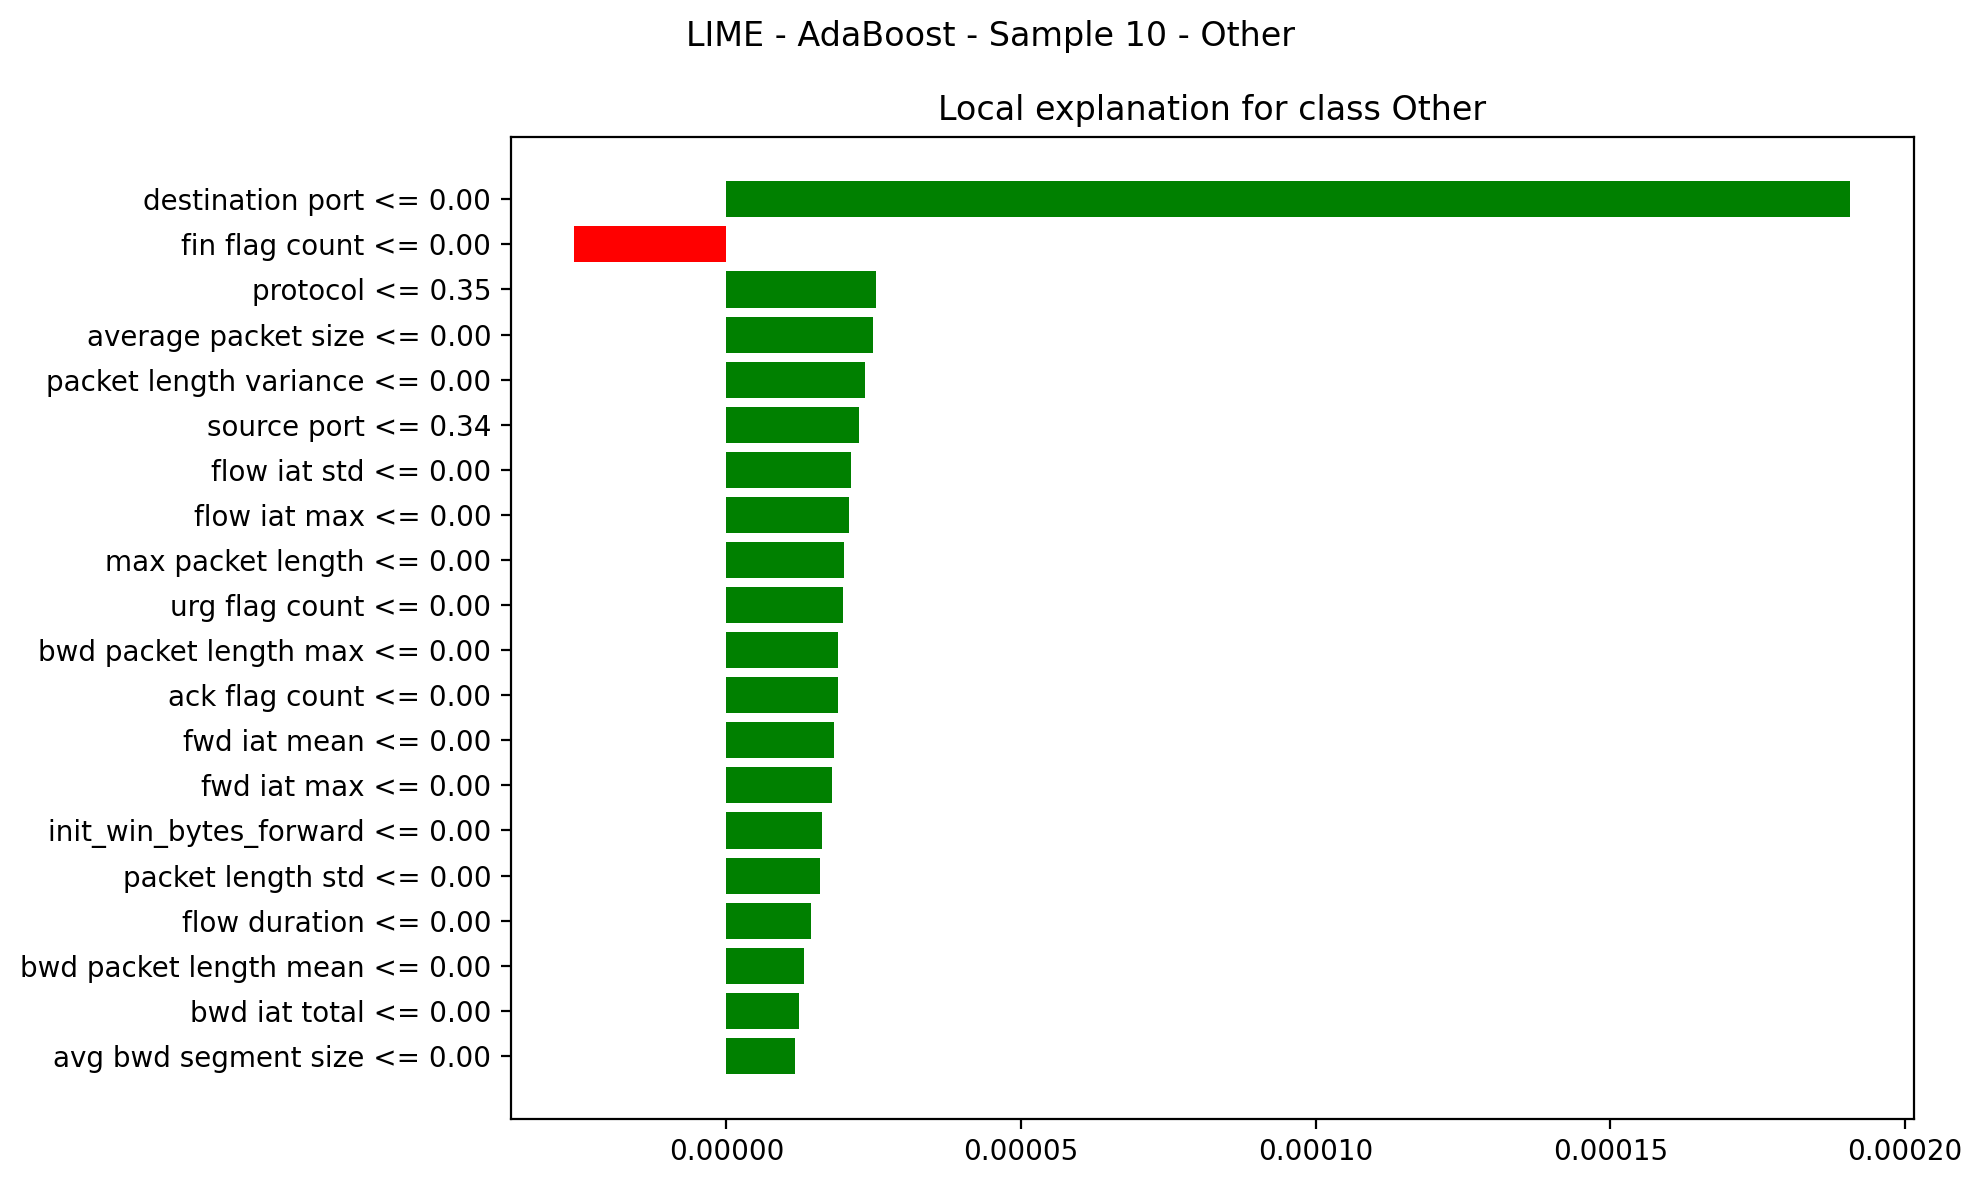 LIME - AdaBoost - Sample 10 - Other
Local explanation for class Other
destination port <= 0.00
fin flag count <= 0.00
protocol <= 0.35
average packet size <= 0.00
packet length variance <= 0.00
source port <= 0.34
flow iat std <= 0.00
flow iat max <= 0.00
max packet length <= 0.00
urg flag count <= 0.00
bwd packet length max <= 0.00
ack flag count <= 0.00
fwd iat mean <= 0.00
fwd iat max <= 0.00
init_win_bytes_forward <= 0.00
packet length std <= 0.00
flow duration <= 0.00
bwd packet length mean <= 0.00
bwd iat total <= 0.00
avg bwd segment size <= 0.00
0.00000 0.00005 0.00010 0.00015 0.00020